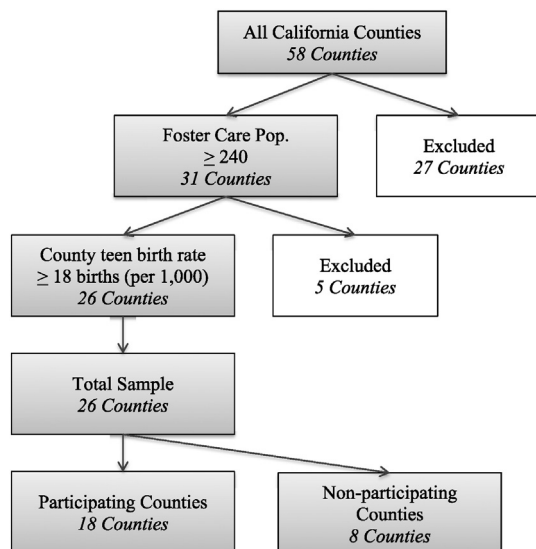 All California Counties
58 Counties
Foster Care Pop.
≥ 240
31 Counties
Excluded
27 Counties
County teen birth rate
≥ 18 births (per 1,000)
26 Counties
Excluded
5 Counties
Total Sample
26 Counties
Participating Counties
18 Counties
Non-participating
Counties
8 Counties